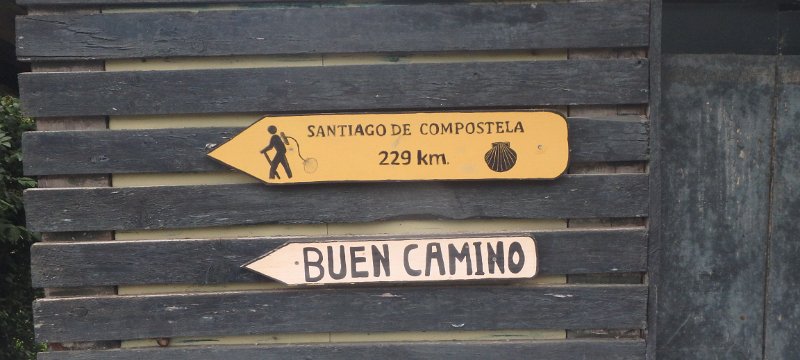 SANTIAGO DE COMPOSTELA
229 km.
BUEN CAMINO